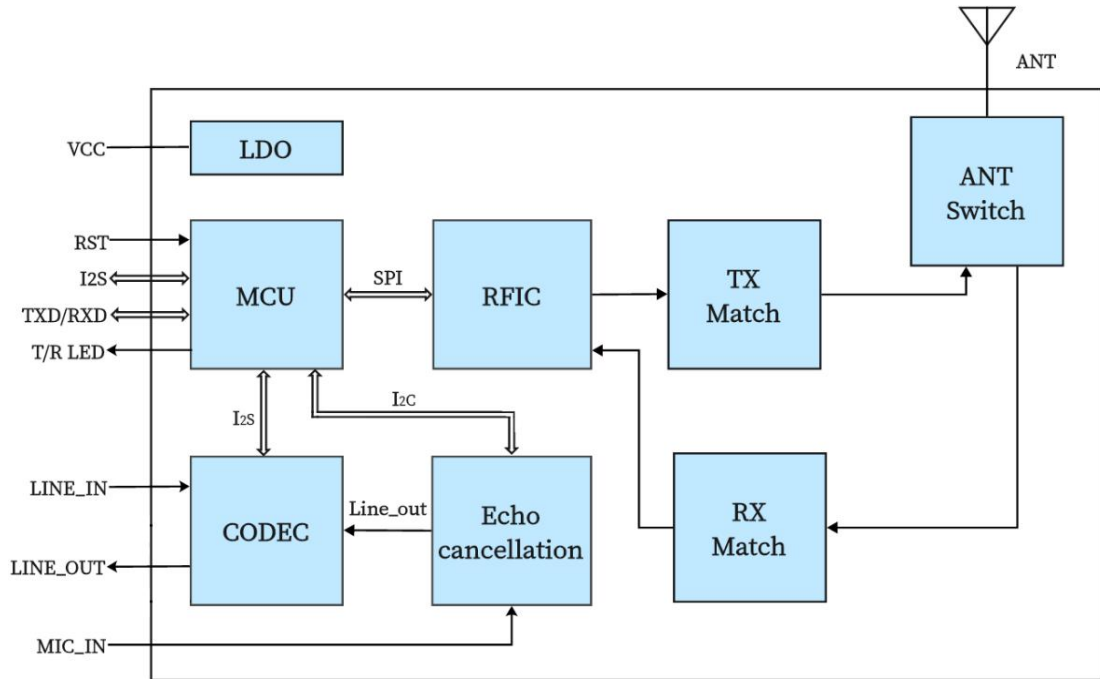 ANT
VCC
LDO
ANT
Switch
RST
I2S
TXD/RXD
T/R LED
MCU
SPI
RFIC
TX
Match
I2S
I2C
LINE_IN
LINE_OUT
CODEC
Line_out
Echo
cancellation
RX
Match
MIC_IN